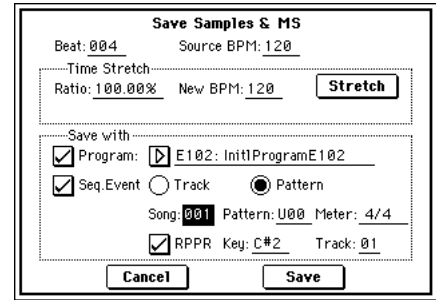 Save Samples & MS
Beat: 004 Source BPM: 120
Time Stretch
Ratio: 100.00% New BPM: 120 Stretch
Save with
Program: E102: InitlProgramE102
Seq.Event Track Pattern
Song: 001 Pattern: U00 Meter: 4/4
RPPR Key: C#2 Track: 01
Cancel Save